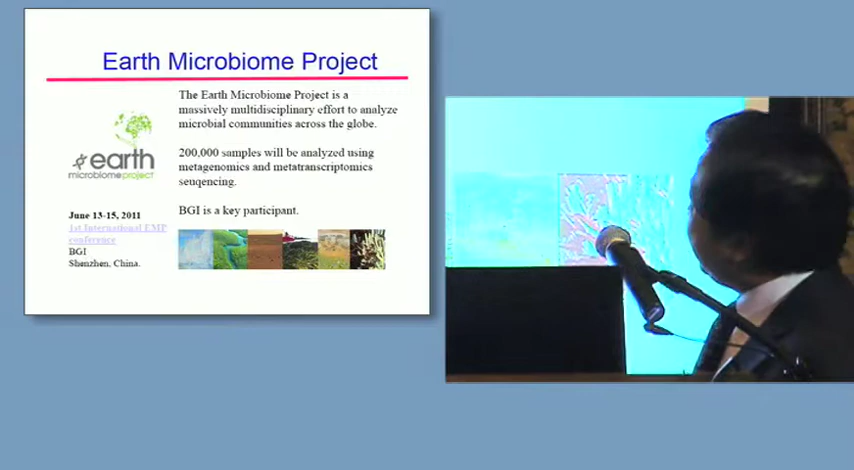 Earth Microbiome Project
The Earth Microbiome Project is a
massively multidisciplinary effort to analyze
microbial communities across the globe.
200,000 samples will be analyzed using
metagenomics and metatranscriptomics
seuqencing.
BGI is a key participant.
earth
microbiomeproject
June 13-15, 2011
1st International EMP
conference
BGI
Shenzhen, China.